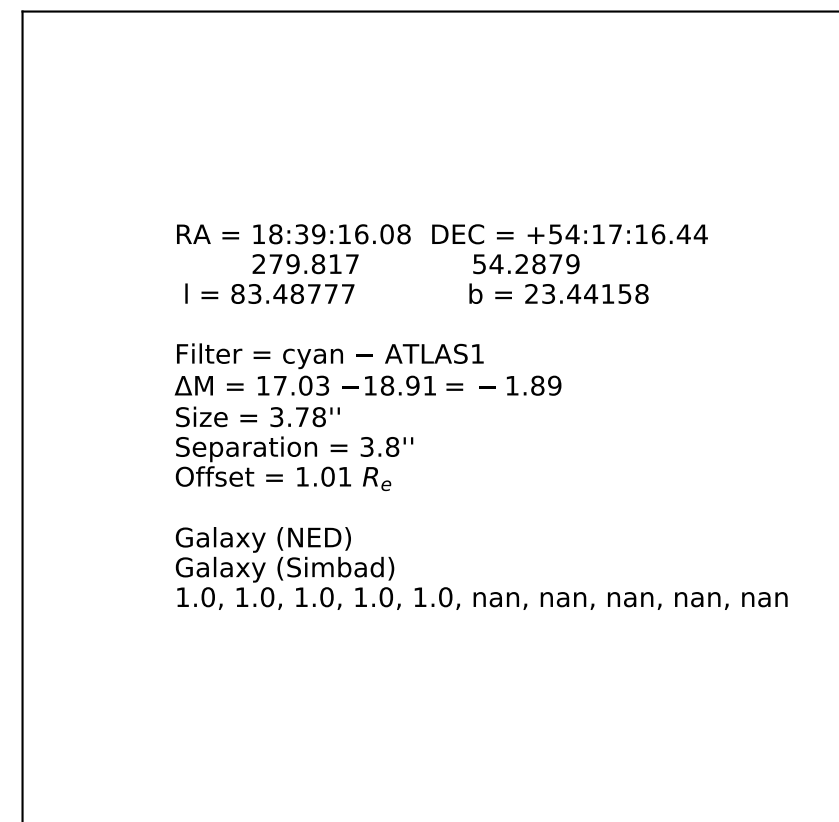 RA = 18:39:16.08 DEC = +54:17:16.44
279.817 54.2879
l = 83.48777 b = 23.44158
Filter = cyan − ATLAS1
ΔM = 17.03 −18.91 = − 1.89
Size = 3.78''
Separation = 3.8''
Offset = 1.01 Re
Galaxy (NED)
Galaxy (Simbad)
1.0, 1.0, 1.0, 1.0, 1.0, nan, nan, nan, nan, nan